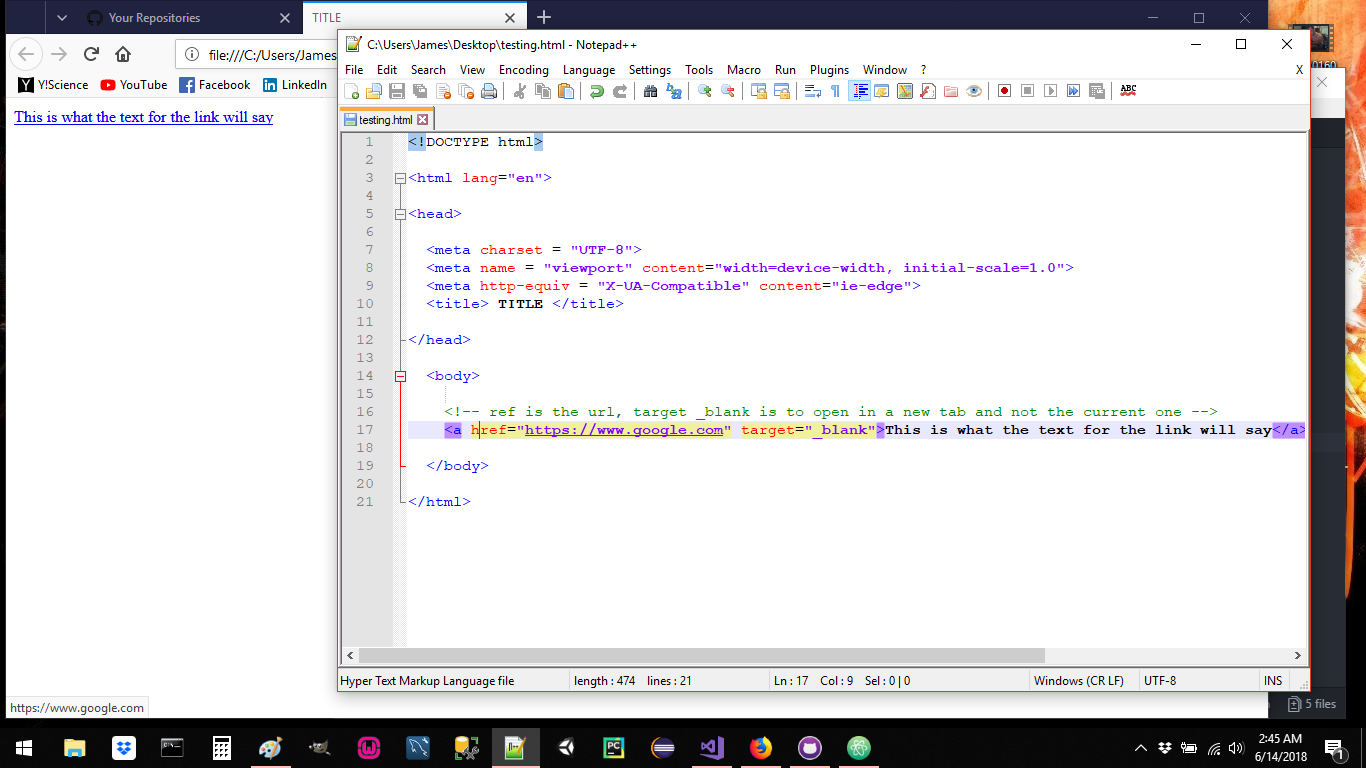 Your Repositories
TITLE
file:///C:/Users/James
Y!Science YouTube Facebook LinkedIn
This is what the text for the link will say
https://www.google.com
C:\Users\James\Desktop\testing.html - Notepad++
File Edit Search View Encoding Language Settings Tools Macro Run Plugins Window ? X
ABC
testing.html
1 <!DOCTYPE html>
2
3 <html lang="en">
4
5 <head>
6
7 <meta charset = "UTF-8">
8 <meta name = "viewport" content="width=device-width, initial-scale=1.0">
9 <meta http-equiv = "X-UA-Compatible" content="ie-edge">
10 <title> TITLE </title>
11
12 </head>
13
14 <body>
15
16 <!-- ref is the url, target _blank is to open in a new tab and not the current one -->
17 <a href="https://www.google.com" target="_blank">This is what the text for the link will say</a>
18
19 </body>
20
21 </html>
Hyper Text Markup Language file length : 474 lines : 21 Ln : 17 Col : 9 Sel : 0 | 0 Windows (CR LF) UTF-8 INS
5 files
PC
2:45 AM
6/14/2018
1